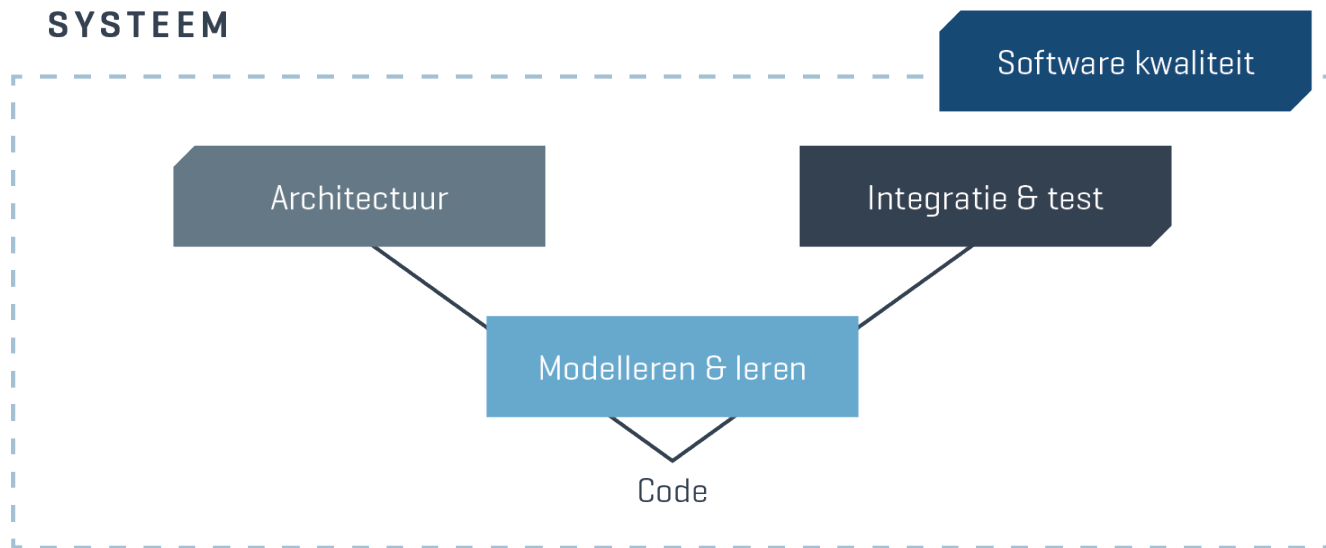 SYSTEEM
Software kwaliteit
Architectuur
Integratie & test
Modelleren & leren
Code